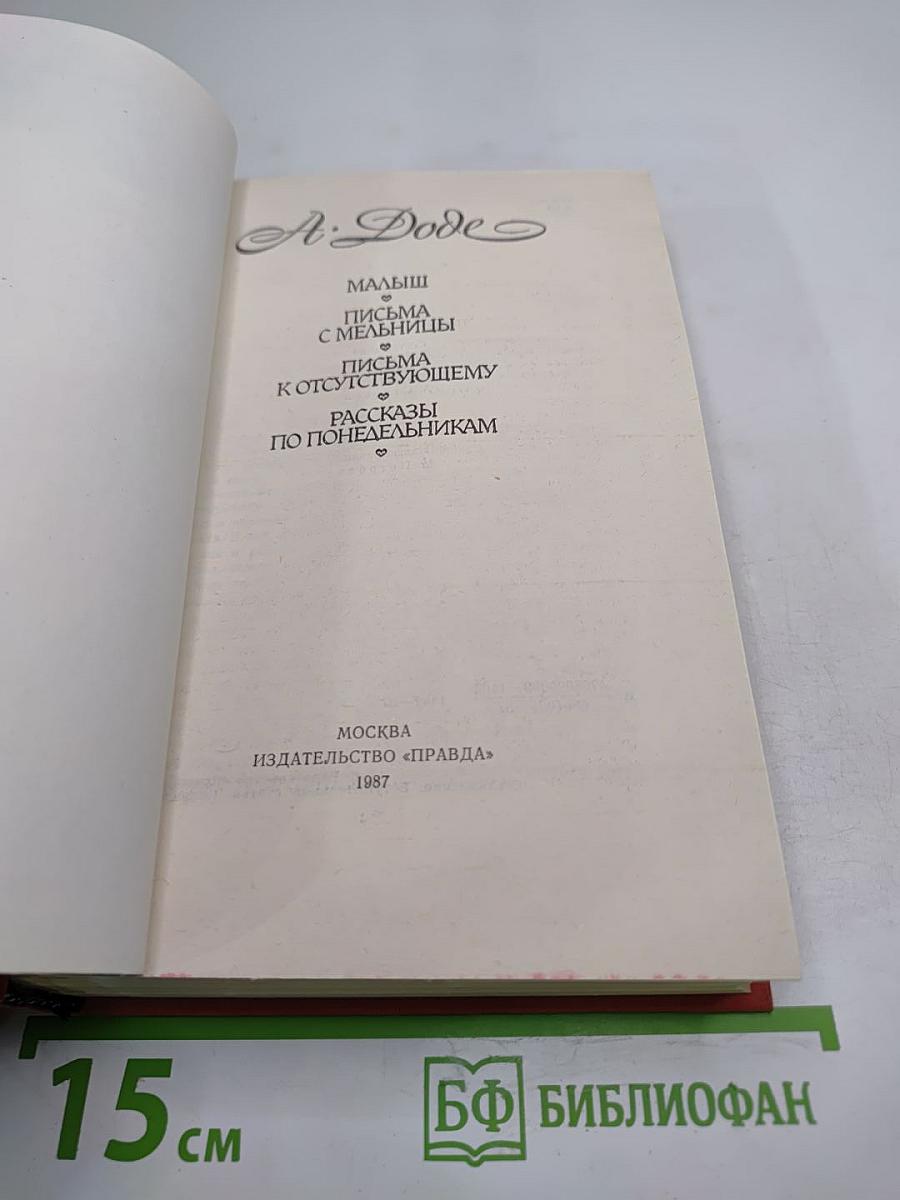 А. Доде
МАЛЫШ
ПИСЬМА
С МЕЛЬНИЦЫ
ПИСЬМА
К ОТСУТСТВУЮЩЕМУ
РАССКАЗЫ
ПО ПОНЕДЕЛЬНИКАМ
МОСКВА
ИЗДАТЕЛЬСТВО «ПРАВДА»
1987
15 см
БФ БИБЛИОФАН